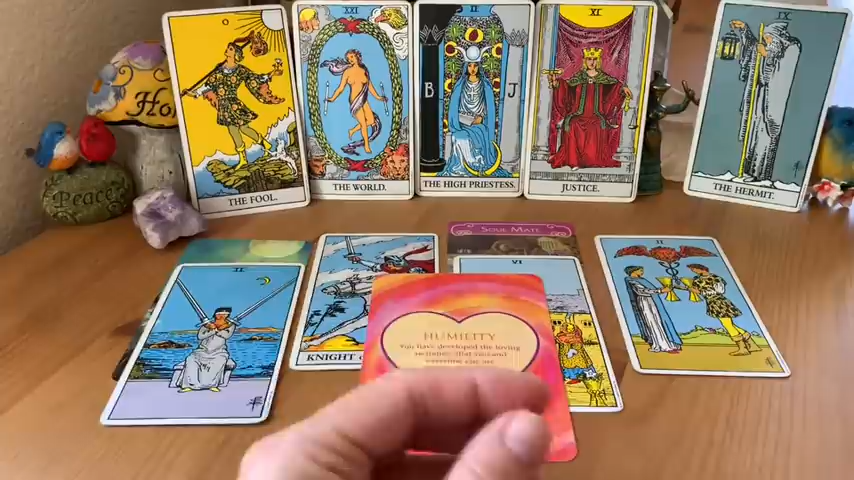 Hop
Peace
THE FOOL.
XXI
THE WORLD.
II
B J
THE HIGH PRIESTESS.
XI
JUSTICE.
IX
THE HERMIT.
SOUL MATE
II
KNIGHT
VI
II
HUMILITY
You have developed the loving